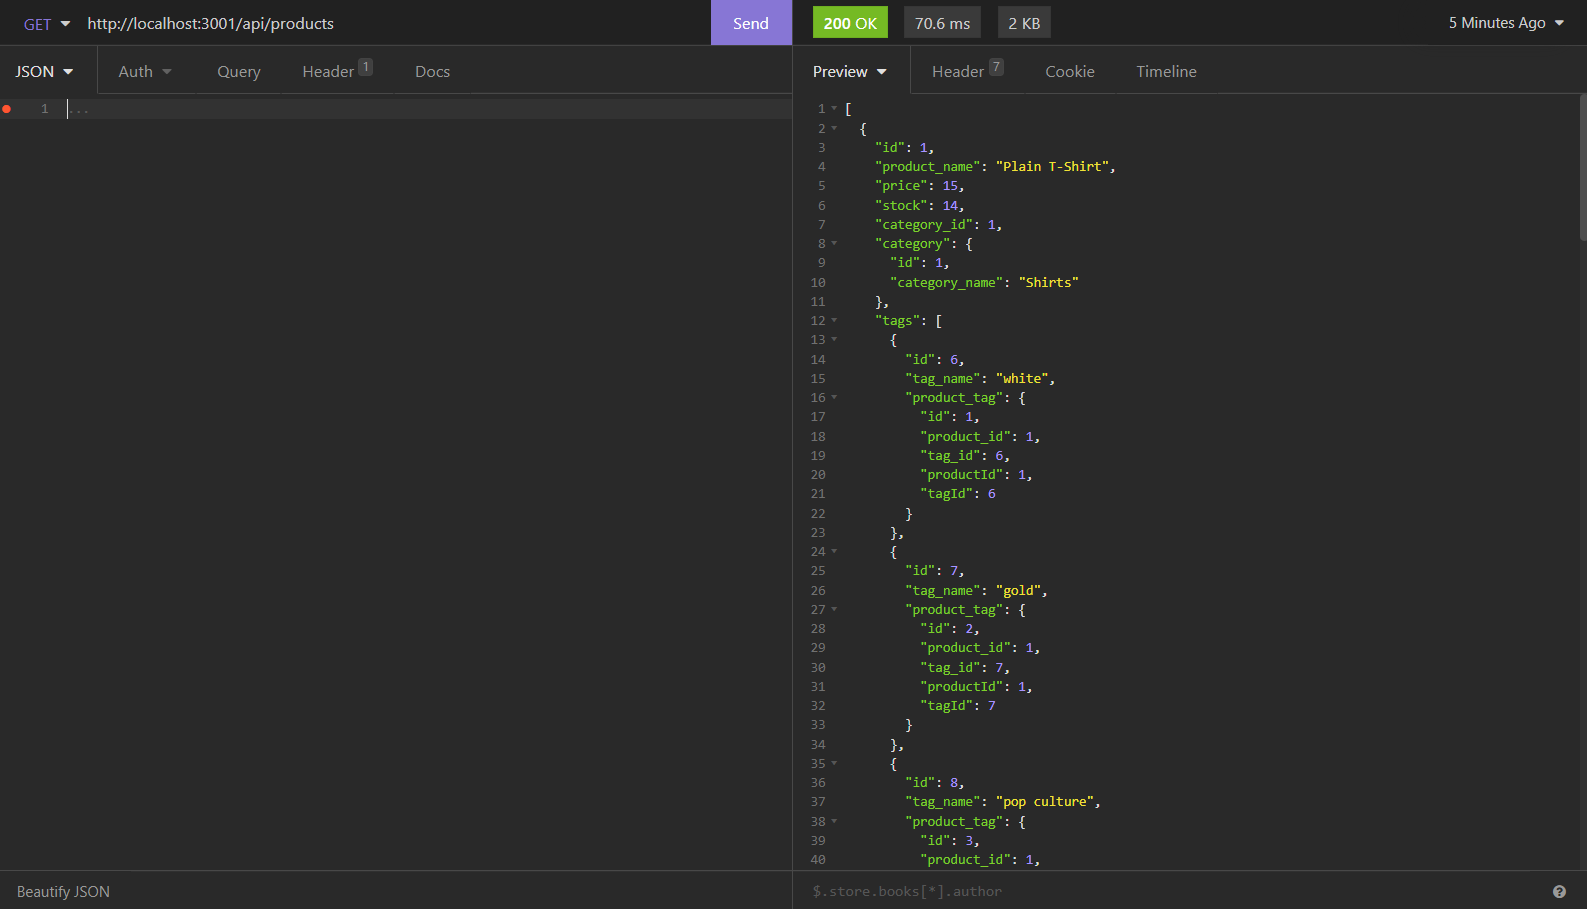 GET http://localhost:3001/api/products Send 200 OK 70.6 ms 2 KB 5 Minutes Ago
JSON Auth Query Header 1 Docs Preview Header 7 Cookie Timeline
1 ...
1 [
2 {
3 "id": 1,
4 "product_name": "Plain T-Shirt",
5 "price": 15,
6 "stock": 14,
7 "category_id": 1,
8 "category": {
9 "id": 1,
10 "category_name": "Shirts"
11 },
12 "tags": [
13 {
14 "id": 6,
15 "tag_name": "white",
16 "product_tag": {
17 "id": 1,
18 "product_id": 1,
19 "tag_id": 6,
20 "productId": 1,
21 "tagId": 6
22 }
23 },
24 {
25 "id": 7,
26 "tag_name": "gold",
27 "product_tag": {
28 "id": 2,
29 "product_id": 1,
30 "tag_id": 7,
31 "productId": 1,
32 "tagId": 7
33 }
34 },
35 {
36 "id": 8,
37 "tag_name": "pop culture",
38 "product_tag": {
39 "id": 3,
40 "product_id": 1,
Beautify JSON $.store.books[*].author ?